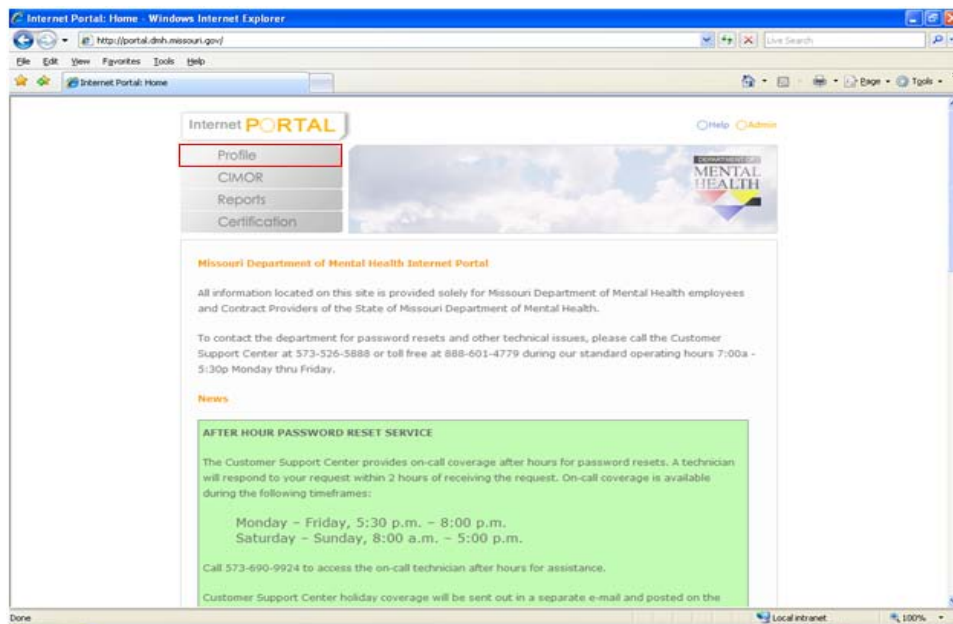 Internet Portal: Home - Windows Internet Explorer
http://portal.dmh.missouri.gov/
Live Search
File Edit View Favorites Tools Help
Internet Portal: Home
Page Tools
Internet PORTAL
Help Admin
Profile
CIMOR
Reports
Certification
DEPARTMENT OF
MENTAL
HEALTH
Missouri Department of Mental Health Internet Portal
All information located on this site is provided solely for Missouri Department of Mental Health employees
and Contract Providers of the State of Missouri Department of Mental Health.
To contact the department for password resets and other technical issues, please call the Customer
Support Center at 573-526-5888 or toll free at 888-601-4779 during our standard operating hours 7:00a -
5:30p Monday thru Friday.
News
AFTER HOUR PASSWORD RESET SERVICE
The Customer Support Center provides on-call coverage after hours for password resets. A technician
will respond to your request within 2 hours of receiving the request. On-call coverage is available
during the following timeframes:
Monday – Friday, 5:30 p.m. – 8:00 p.m.
Saturday – Sunday, 8:00 a.m. – 5:00 p.m.
Call 573-690-9924 to access the on-call technician after hours for assistance.
Customer Support Center holiday coverage will be sent out in a separate e-mail and posted on the
Done
Local intranet
100%